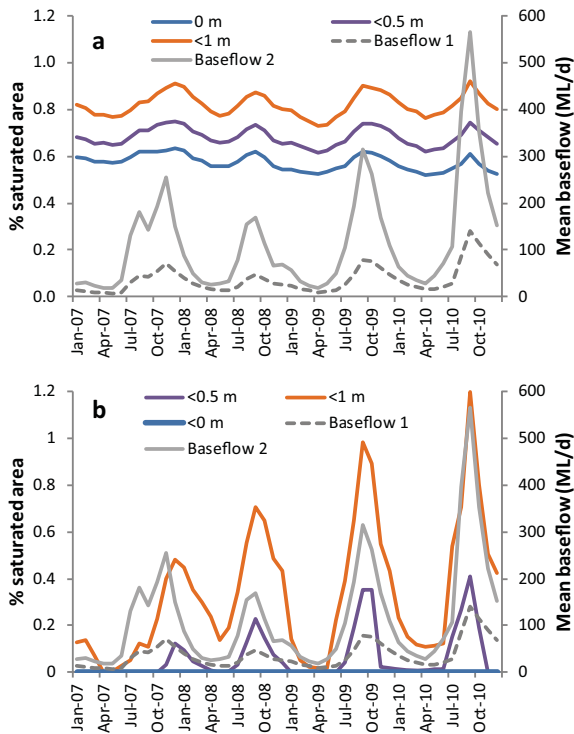 a
0 m
<0.5 m
<1 m
Baseflow 1
Baseflow 2
% saturated area
1.2
1.0
0.8
0.6
0.4
0.2
0.0
Mean baseflow (ML/d)
600
500
400
300
200
100
0
Jan-07 Apr-07 Jul-07 Oct-07 Jan-08 Apr-08 Jul-08 Oct-08 Jan-09 Apr-09 Jul-09 Oct-09 Jan-10 Apr-10 Jul-10 Oct-10
b
<0.5 m
<1 m
<0 m
Baseflow 1
Baseflow 2
% saturated area
1.2
1
0.8
0.6
0.4
0.2
0
Mean baseflow (ML/d)
600
500
400
300
200
100
0
Jan-07 Apr-07 Jul-07 Oct-07 Jan-08 Apr-08 Jul-08 Oct-08 Jan-09 Apr-09 Jul-09 Oct-09 Jan-10 Apr-10 Jul-10 Oct-10